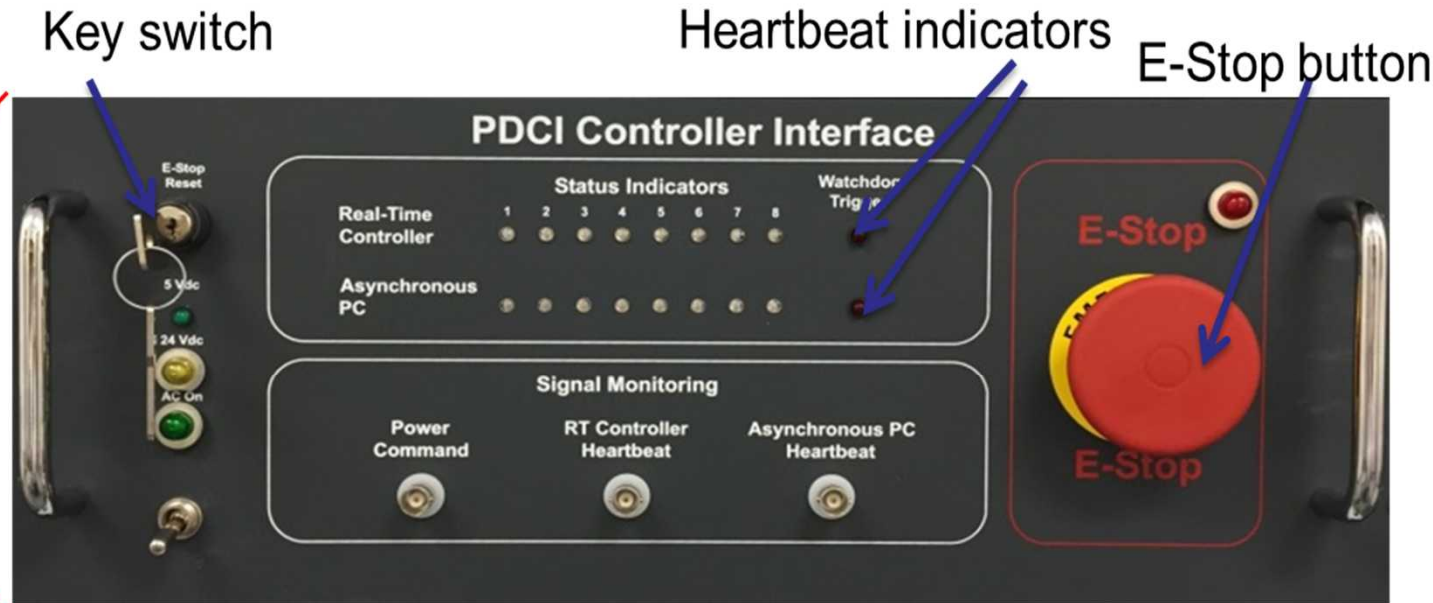 Key switch
Heartbeat indicators
E-Stop button
PDCI Controller Interface
E-Stop
Reset
Status Indicators
Real-Time
Controller
1 2 3 4 5 6 7 8
Asynchronous
PC
5 Vdc
24 Vdc
AC On
Signal Monitoring
Power
Command
RT Controller
Heartbeat
Asynchronous PC
Heartbeat
E-Stop
E-Stop